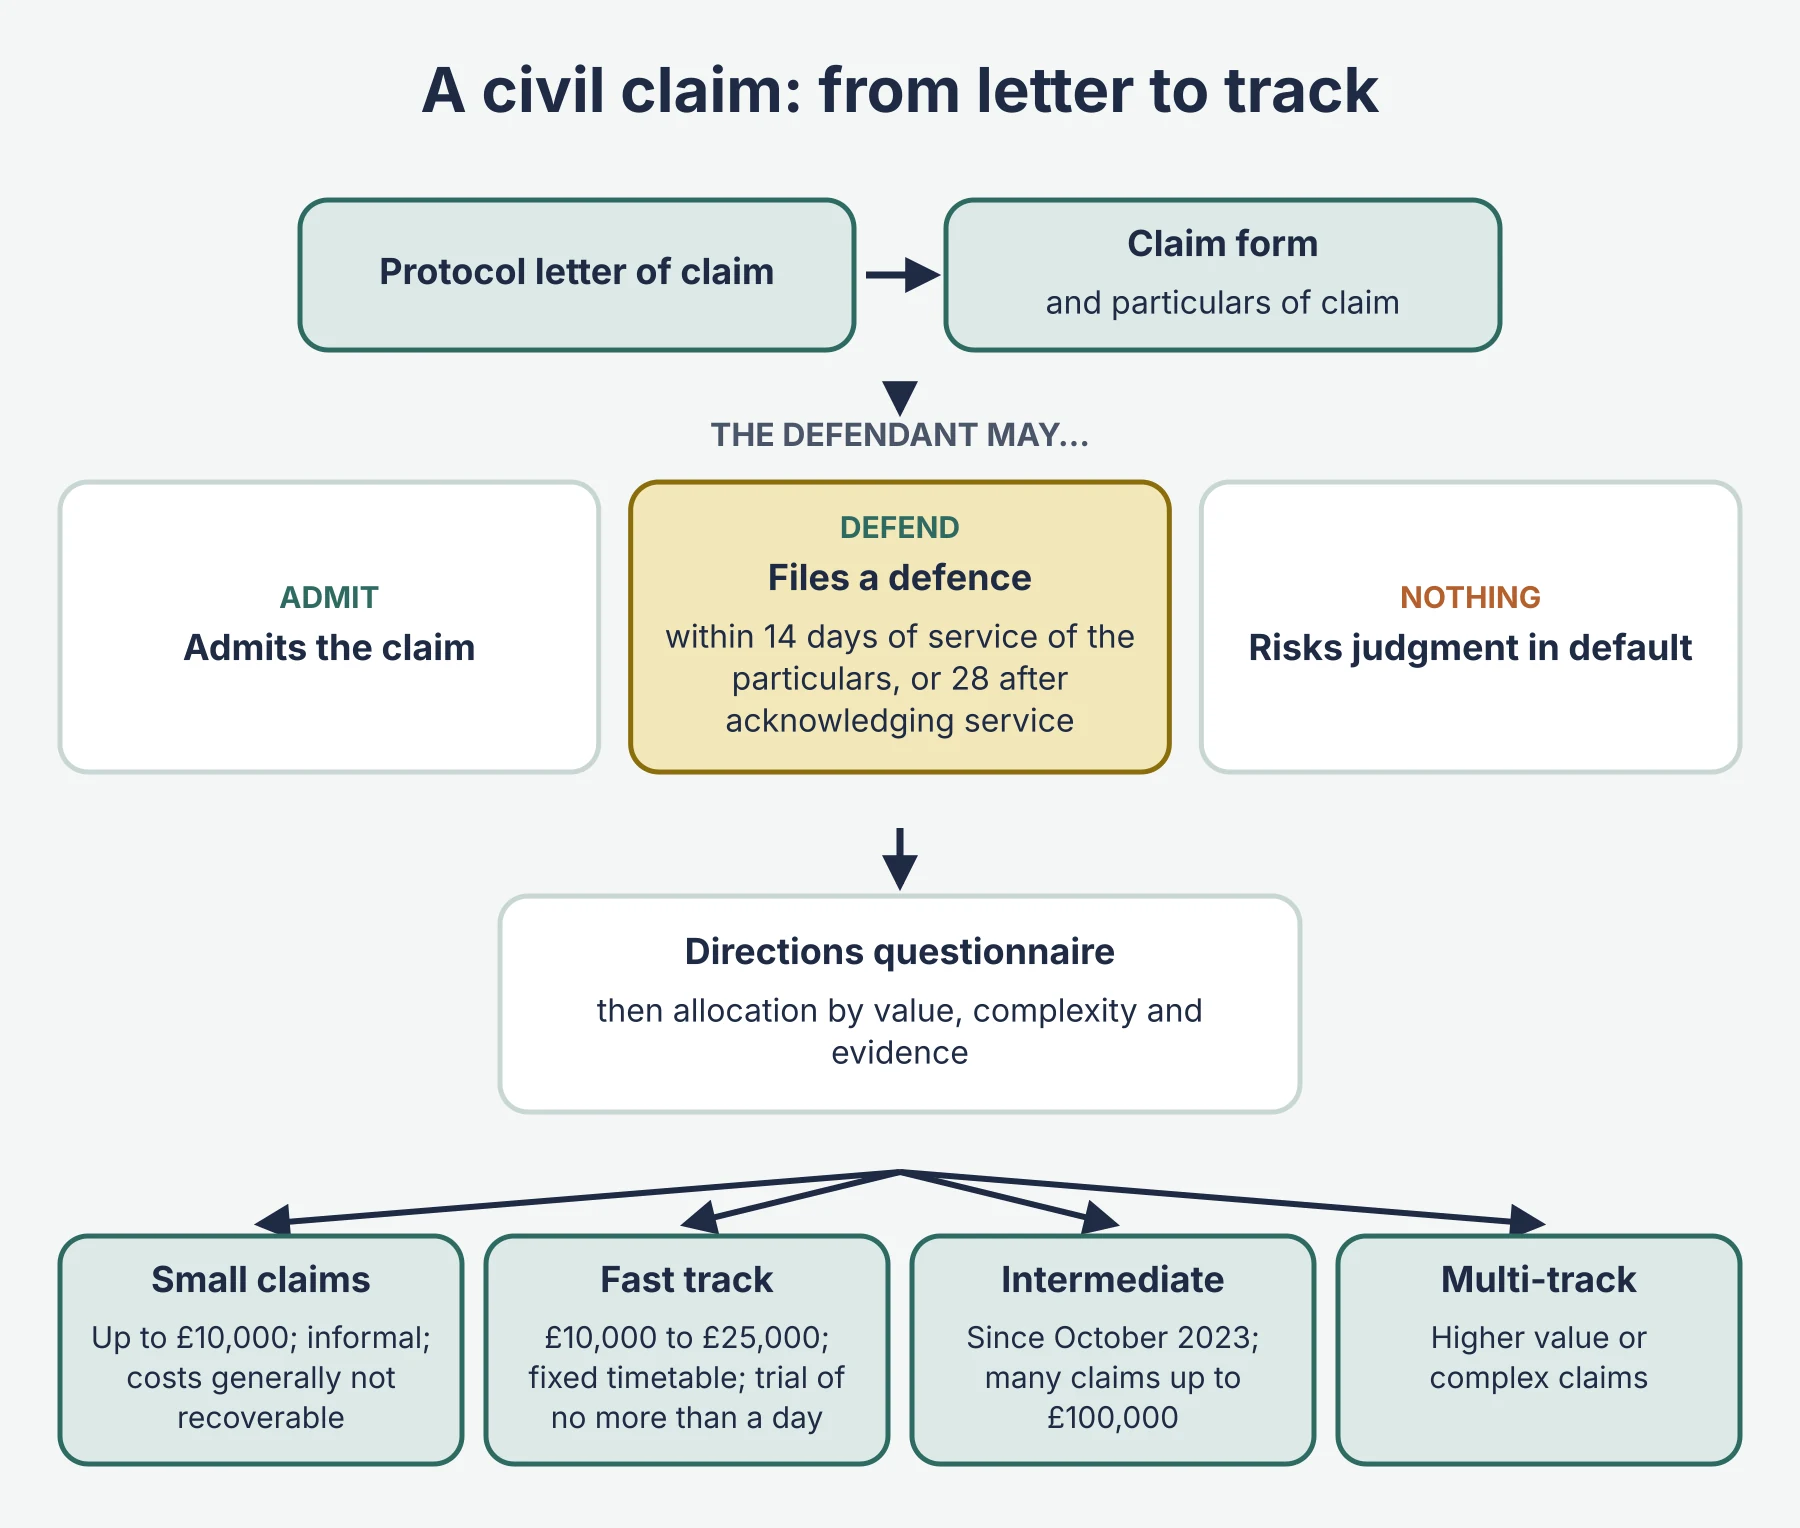 A civil claim: from letter to track
Protocol letter of claim
Claim form
and particulars of claim
THE DEFENDANT MAY...
ADMIT
Admits the claim
DEFEND
Files a defence
within 14 days of service of the
particulars, or 28 after
acknowledging service
NOTHING
Risks judgment in default
Directions questionnaire
then allocation by value, complexity and
evidence
Small claims
Up to £10,000; informal;
costs generally not
recoverable
Fast track
£10,000 to £25,000;
fixed timetable; trial of
no more than a day
Intermediate
Since October 2023;
many claims up to
£100,000
Multi-track
Higher value or
complex claims